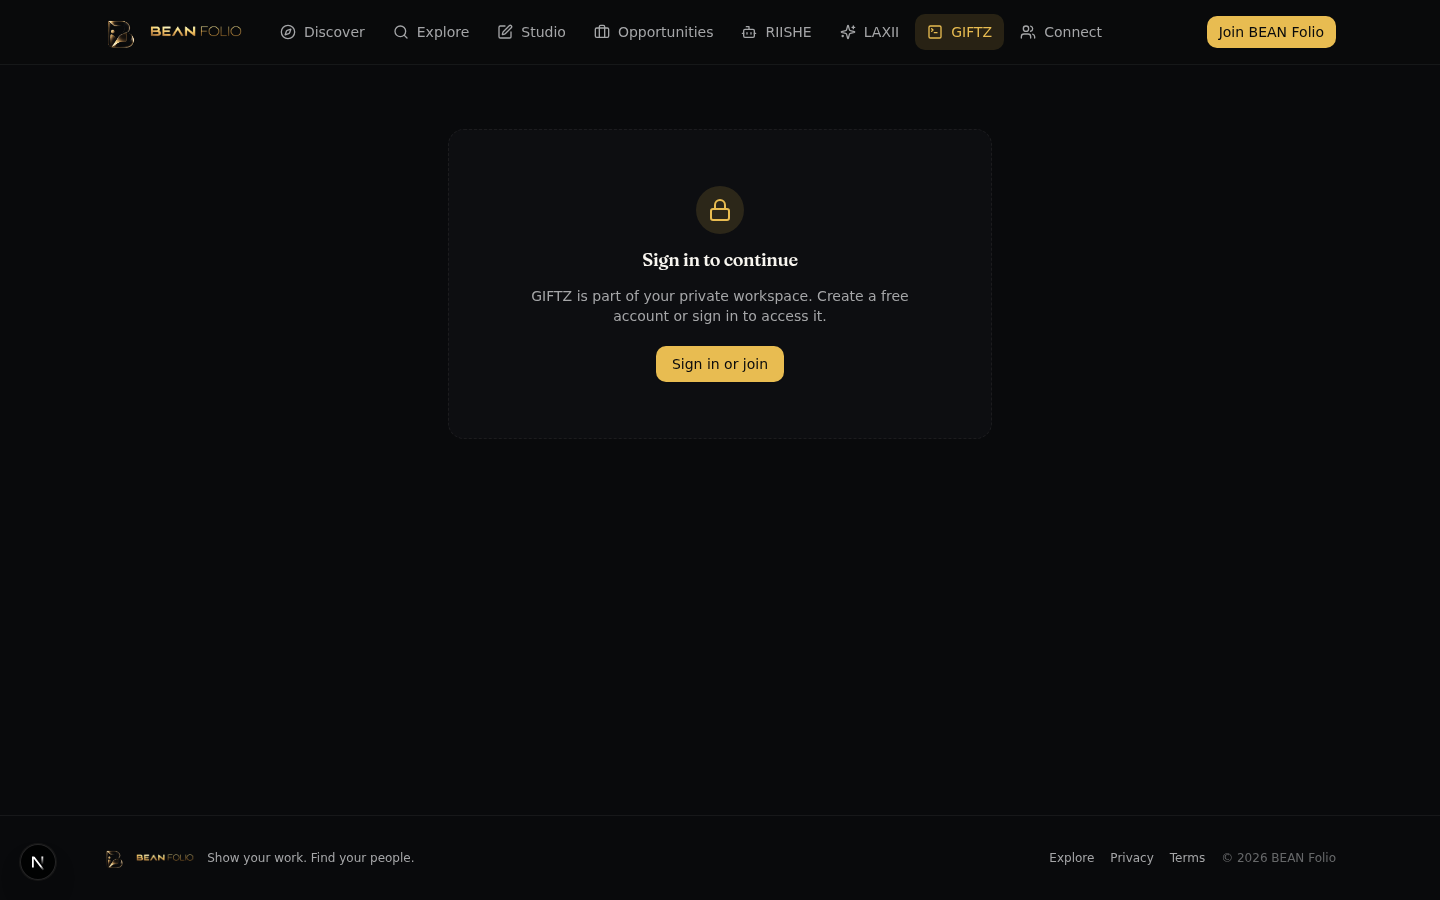 BEAN FOLIO
Discover
Explore
Studio
Opportunities
RIISHE
LAXII
GIFTZ
Connect
Join BEAN Folio
Sign in to continue
GIFTZ is part of your private workspace. Create a free
account or sign in to access it.
Sign in or join
BEAN FOLIO
Show your work. Find your people.
Explore
Privacy
Terms
© 2026 BEAN Folio
N